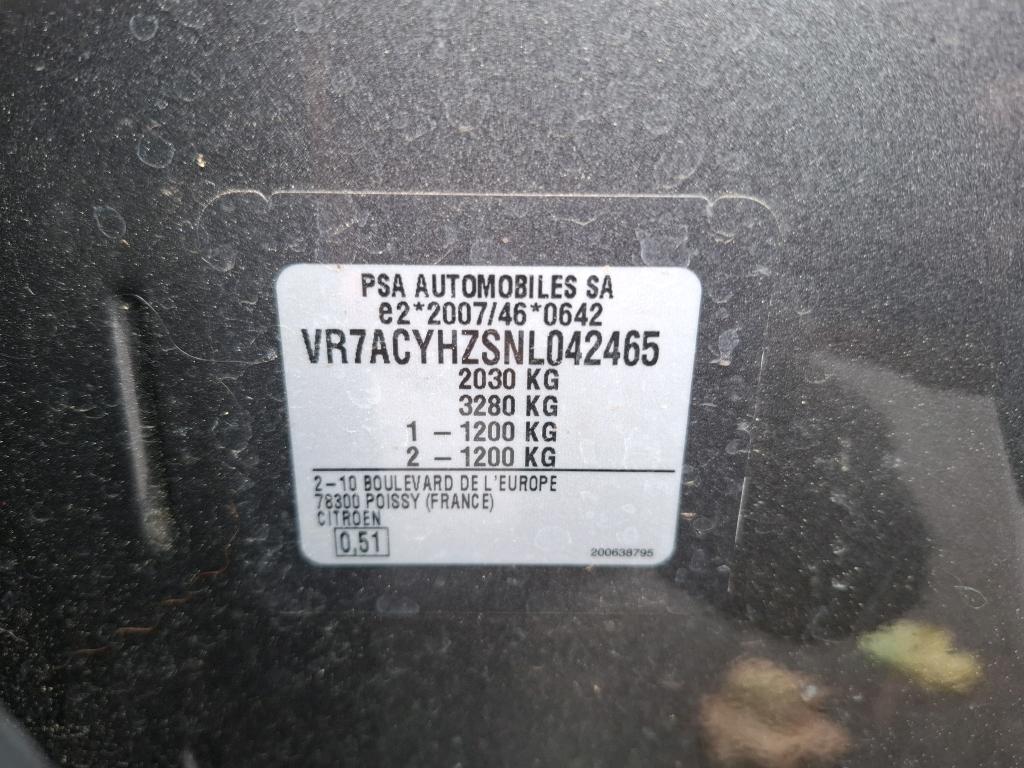 PSA AUTOMOBILES SA
e2*2007/46*0642
VR7ACYHZSNL042465
2030 KG
3280 KG
1 – 1200 KG
2 – 1200 KG
2–10 BOULEVARD DE L'EUROPE
78300 POISSY (FRANCE)
CITROEN
0,51
200638795